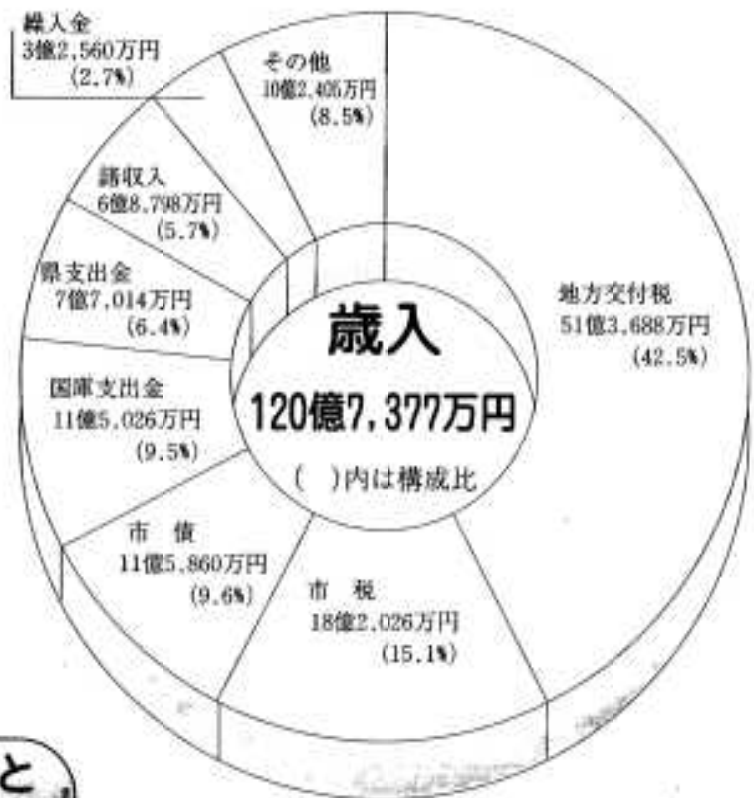 繰入金
3億2,560万円
(2.7%)
その他
10億2,405万円
(8.5%)
諸収入
6億8,798万円
(5.7%)
県支出金
7億7,014万円
(6.4%)
国庫支出金
11億5,026万円
(9.5%)
市 債
11億5,860万円
(9.6%)
市 税
18億2,026万円
(15.1%)
地方交付税
51億3,688万円
(42.5%)
歳入
120億7,377万円
( )内は構成比
と